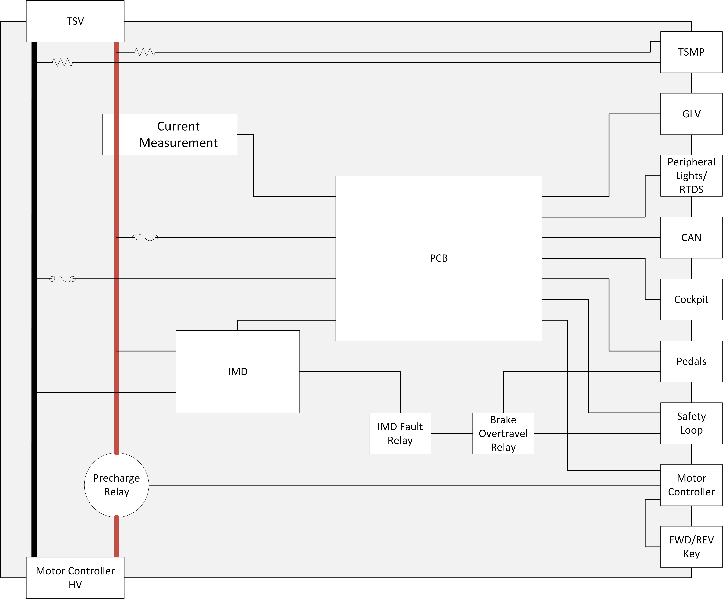 TSV
TSMP
GLV
Current
Measurement
Peripheral
Lights/
RTDS
PCB
CAN
Cockpit
IMD
Pedals
IMD Fault
Relay
Brake
Overtravel
Relay
Safety
Loop
Precharge
Relay
Motor
Controller
FWD/REV
Key
Motor Controller
HV